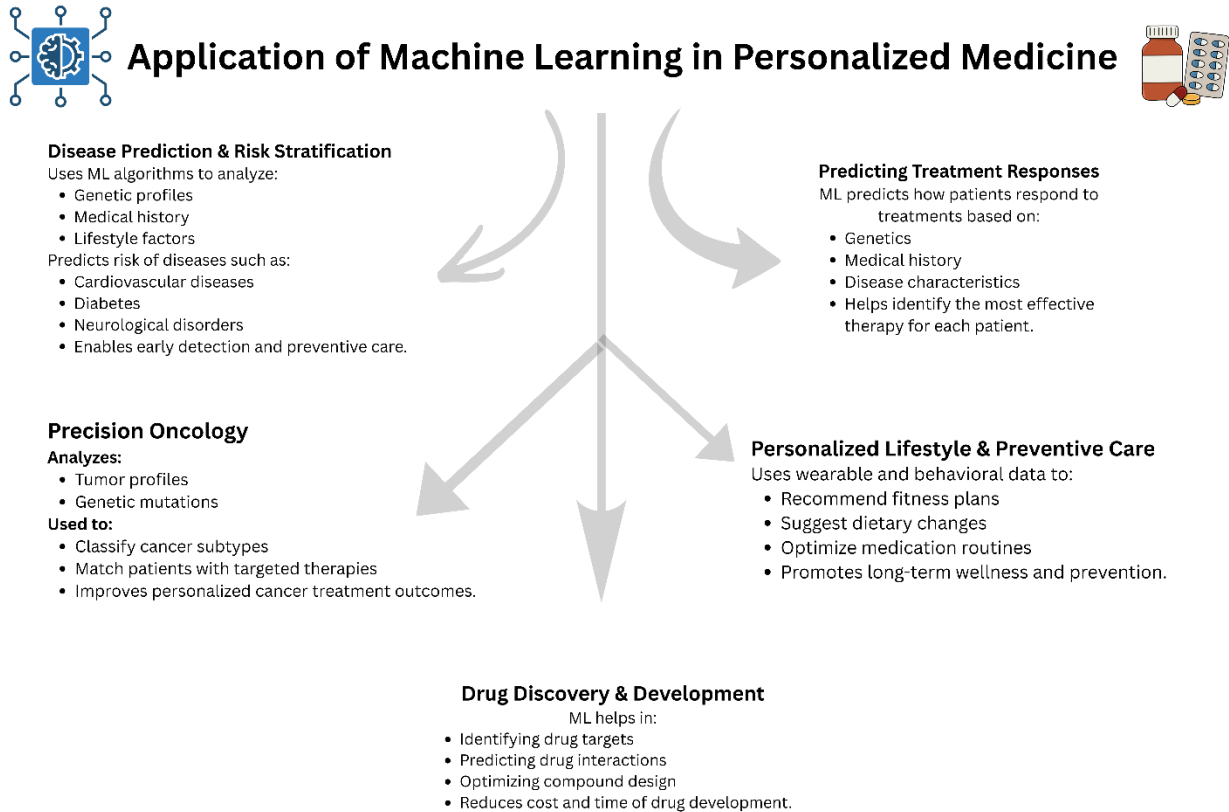 Application of Machine Learning in Personalized Medicine
Disease Prediction & Risk Stratification
Uses ML algorithms to analyze:
• Genetic profiles
• Medical history
• Lifestyle factors
Predicts risk of diseases such as:
• Cardiovascular diseases
• Diabetes
• Neurological disorders
• Enables early detection and preventive care.
Predicting Treatment Responses
ML predicts how patients respond to
treatments based on:
• Genetics
• Medical history
• Disease characteristics
• Helps identify the most effective
therapy for each patient.
Precision Oncology
Analyzes:
• Tumor profiles
• Genetic mutations
Used to:
• Classify cancer subtypes
• Match patients with targeted therapies
• Improves personalized cancer treatment outcomes.
Personalized Lifestyle & Preventive Care
Uses wearable and behavioral data to:
• Recommend fitness plans
• Suggest dietary changes
• Optimize medication routines
• Promotes long-term wellness and prevention.
Drug Discovery & Development
ML helps in:
• Identifying drug targets
• Predicting drug interactions
• Optimizing compound design
• Reduces cost and time of drug development.